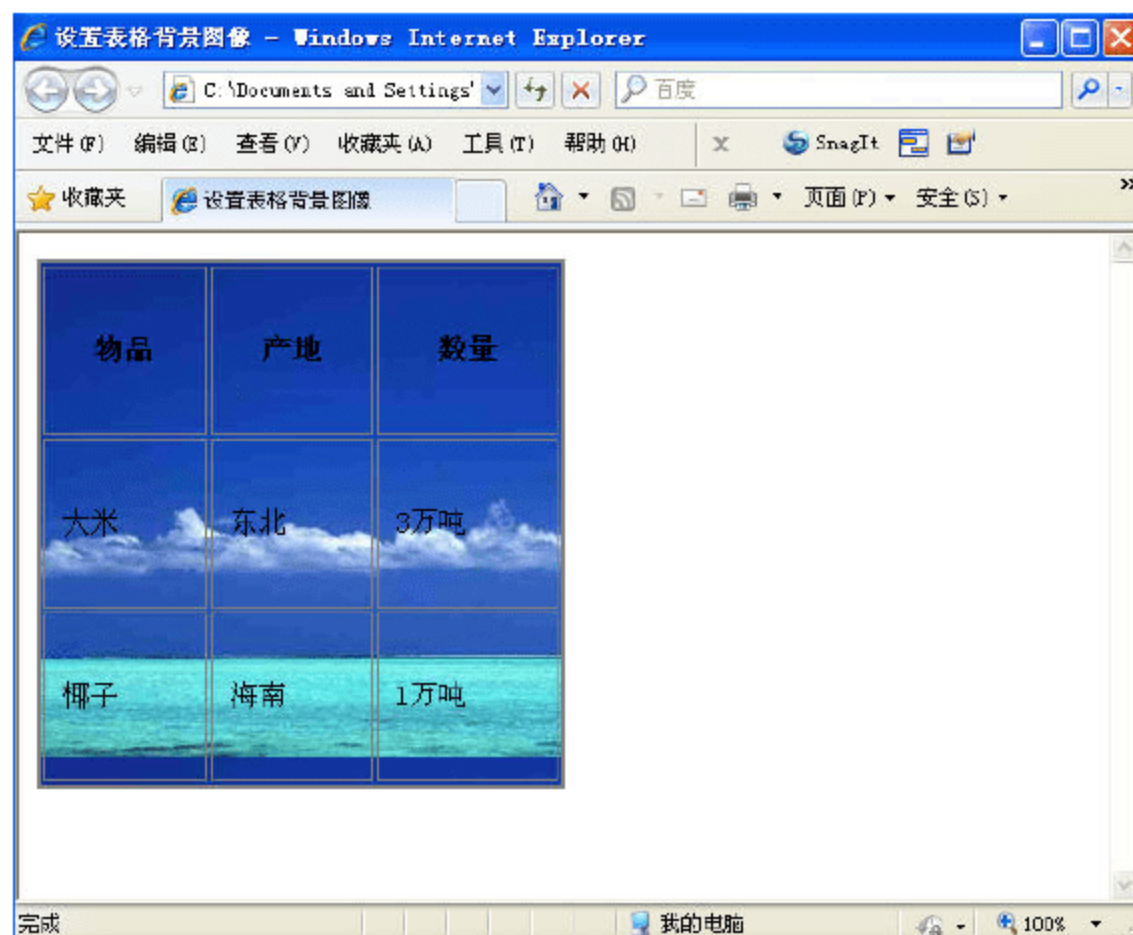 设置表格背景图像 - Windows Internet Explorer
C:\Documents and Settings' 百度
文件(F) 编辑(E) 查看(V) 收藏夹(A) 工具(T) 帮助(H) x SnagIt
收藏夹 设置表格背景图像 页面(P) 安全(S) »
物品 产地 数量
大米 东北 3万吨
椰子 海南 1万吨
完成 我的电脑 100%